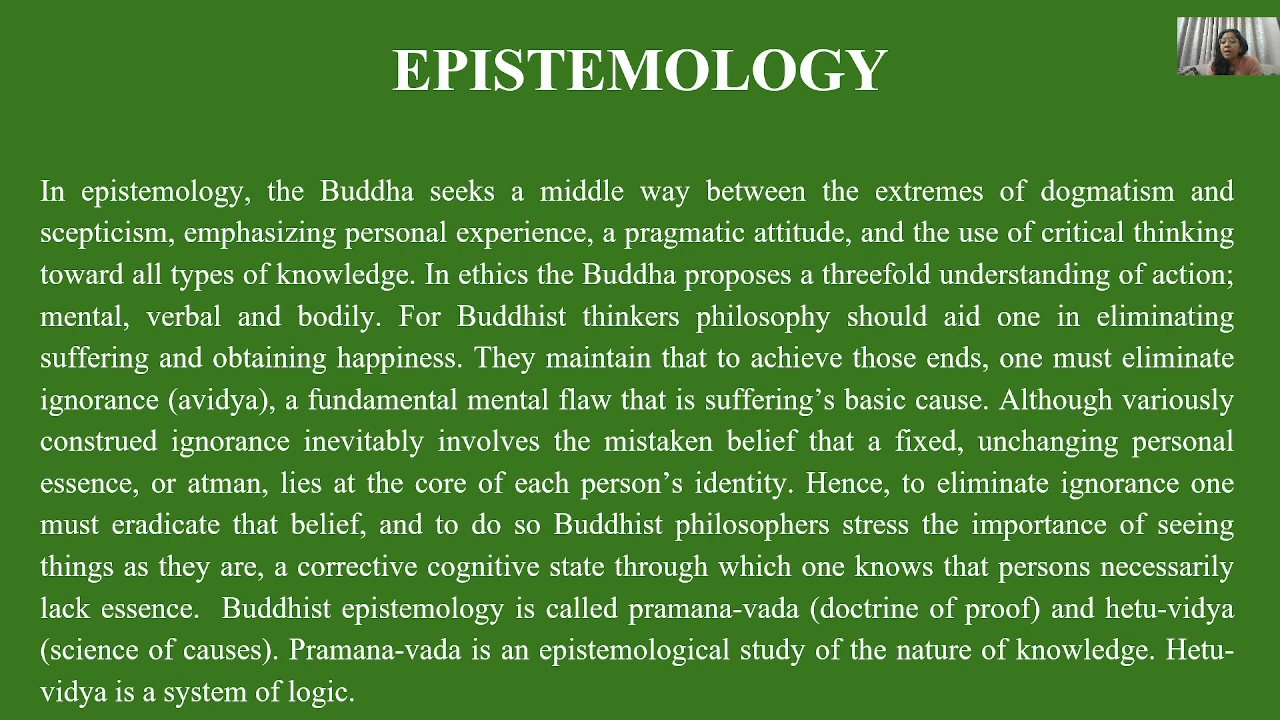 EPISTEMOLOGY
In epistemology, the Buddha seeks a middle way between the extremes of dogmatism and
scepticism, emphasizing personal experience, a pragmatic attitude, and the use of critical thinking
toward all types of knowledge. In ethics the Buddha proposes a threefold understanding of action;
mental, verbal and bodily. For Buddhist thinkers philosophy should aid one in eliminating
suffering and obtaining happiness. They maintain that to achieve those ends, one must eliminate
ignorance (avidya), a fundamental mental flaw that is suffering’s basic cause. Although variously
construed ignorance inevitably involves the mistaken belief that a fixed, unchanging personal
essence, or atman, lies at the core of each person’s identity. Hence, to eliminate ignorance one
must eradicate that belief, and to do so Buddhist philosophers stress the importance of seeing
things as they are, a corrective cognitive state through which one knows that persons necessarily
lack essence.  Buddhist epistemology is called pramana-vada (doctrine of proof) and hetu-vidya
(science of causes). Pramana-vada is an epistemological study of the nature of knowledge. Hetu-
vidya is a system of logic.